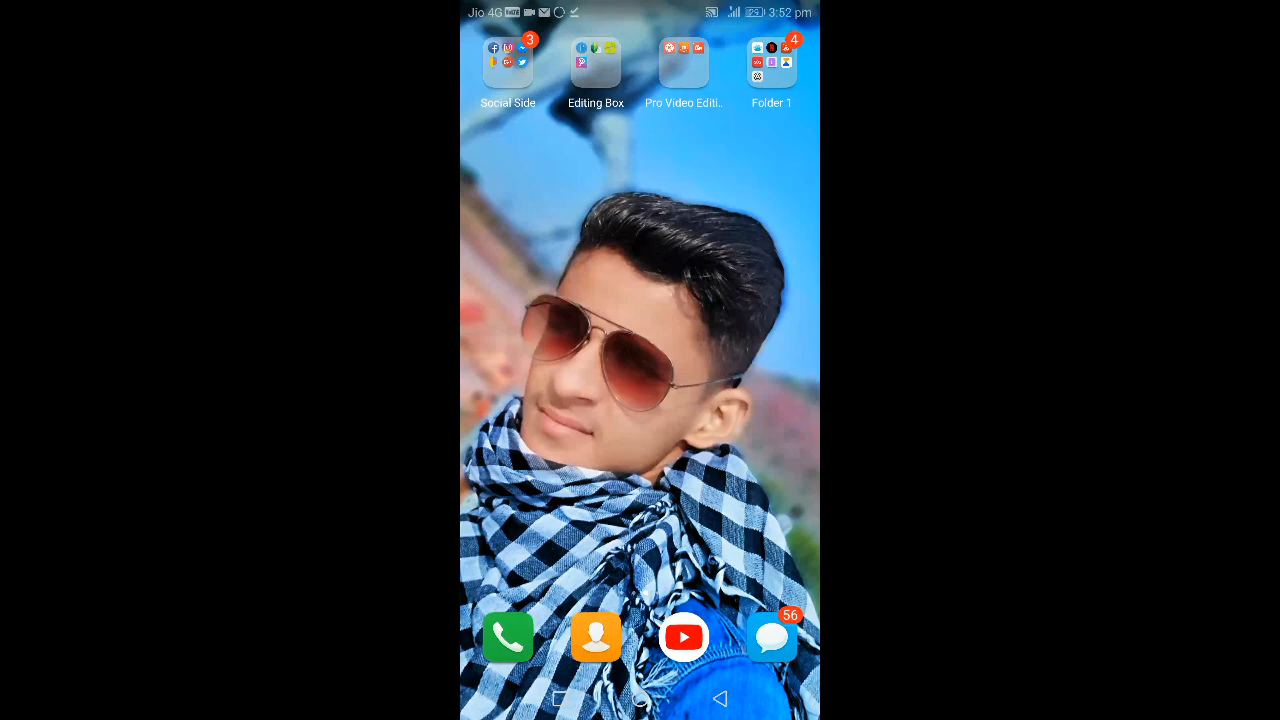 Jio 4G 3:52 pm
3
4
Social Side
Editing Box
Pro Video Editi..
Folder 1
56